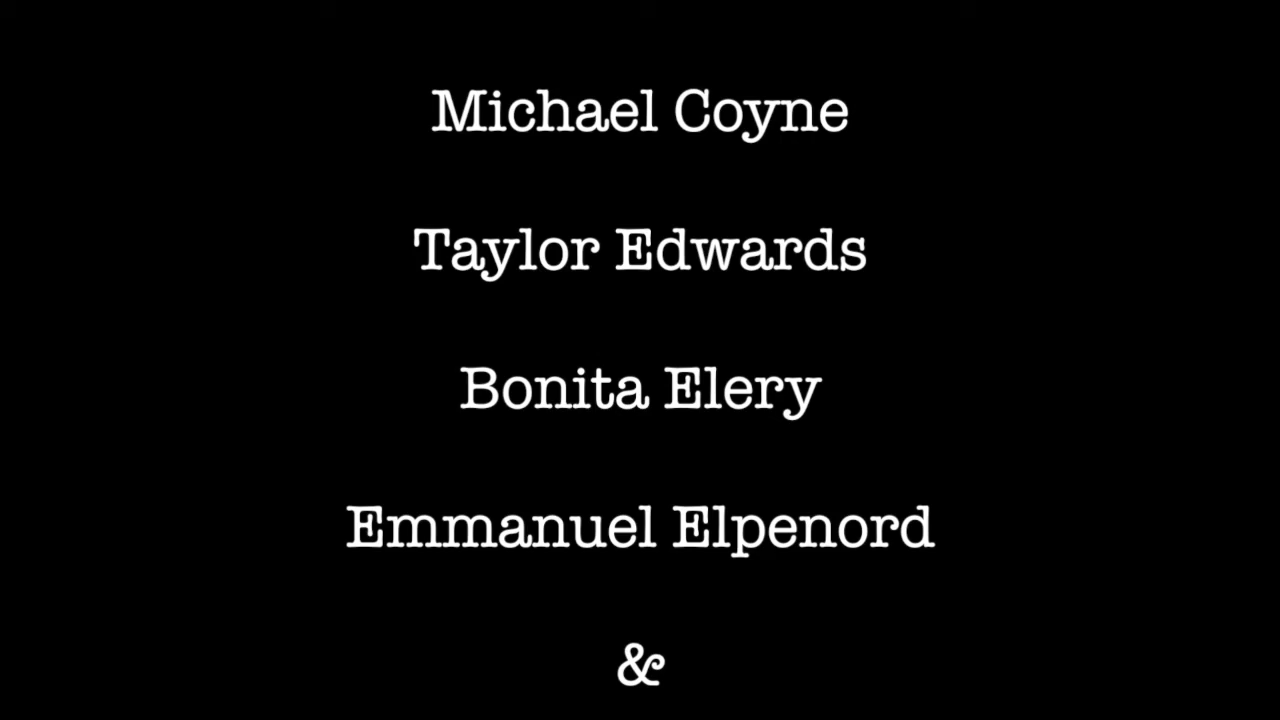 Michael Coyne
Taylor Edwards
Bonita Elery
Emmanuel Elpenord
&